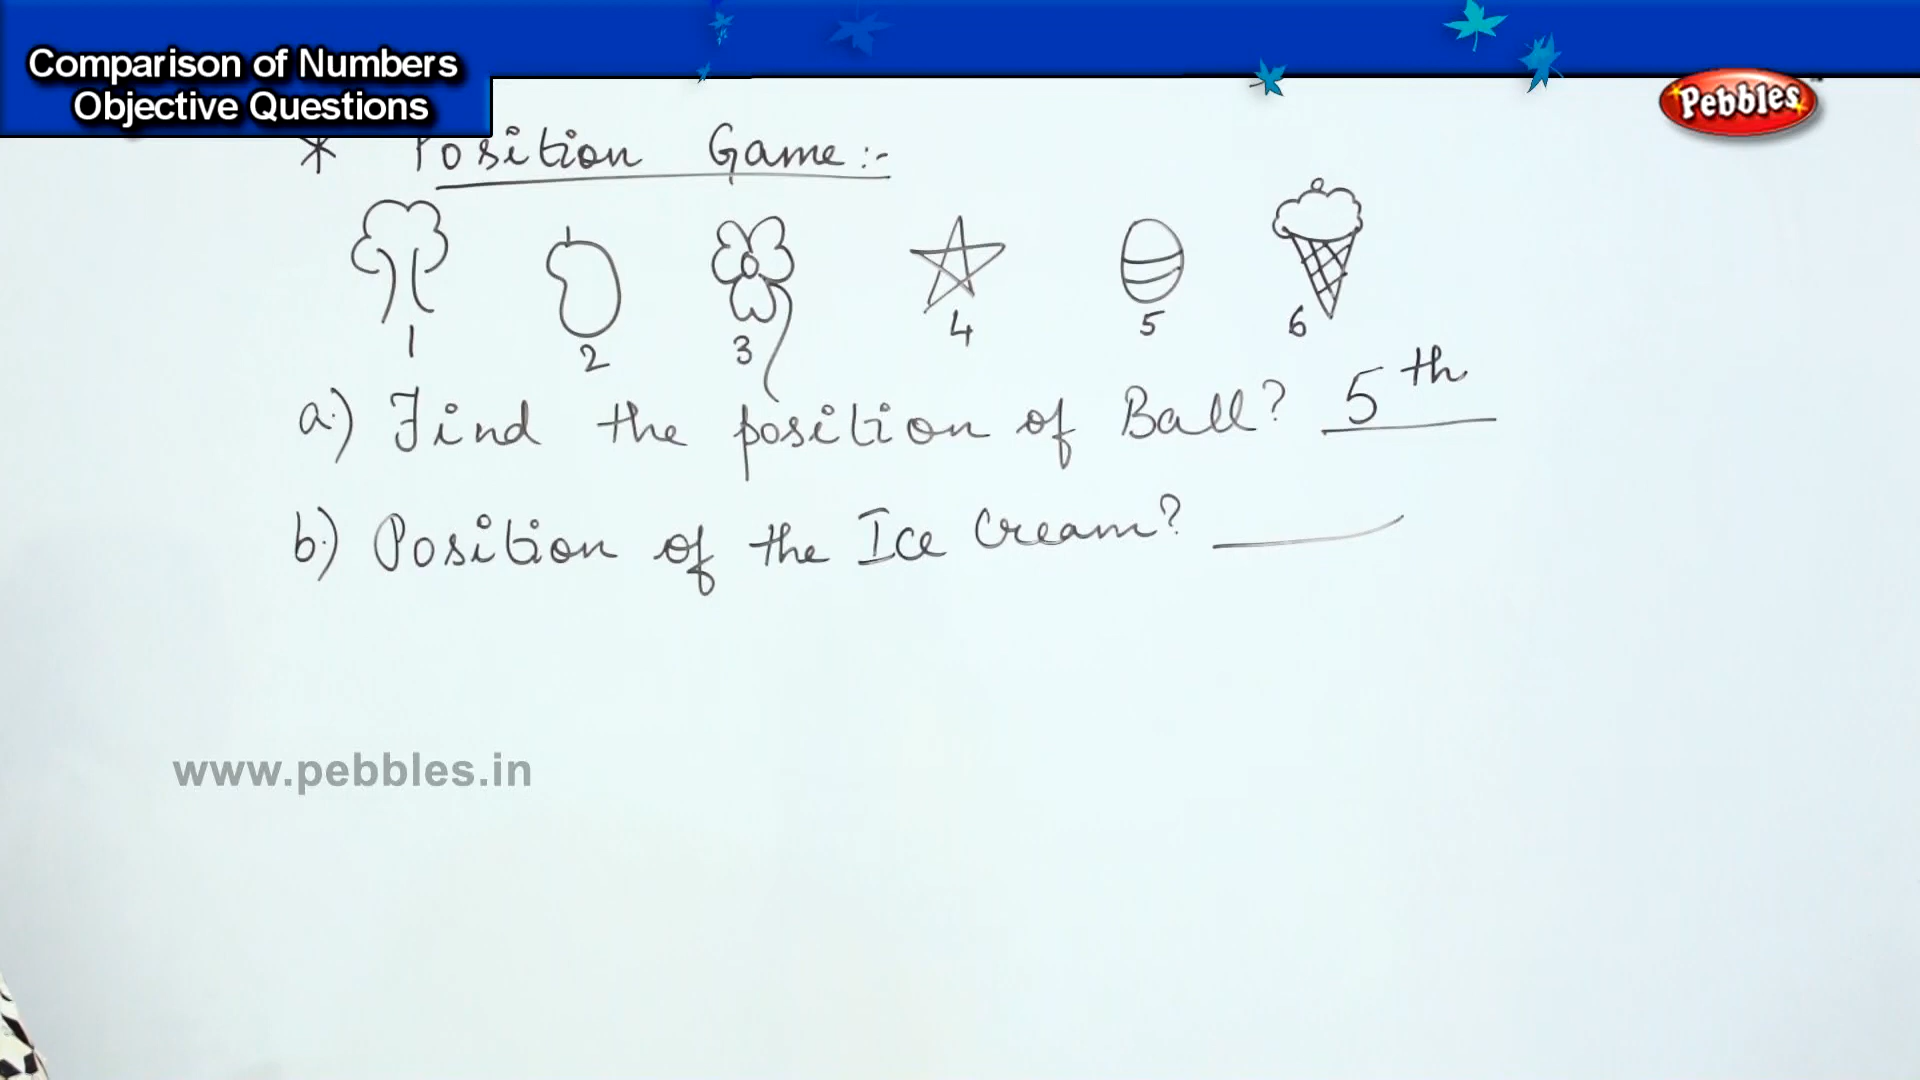 Comparison of Numbers
Objective Questions
Pebbles
* Position Game:-
1 2 3 4 5 6
a.) Find the position of Ball? 5th
b.) Position of the Ice Cream?
www.pebbles.in